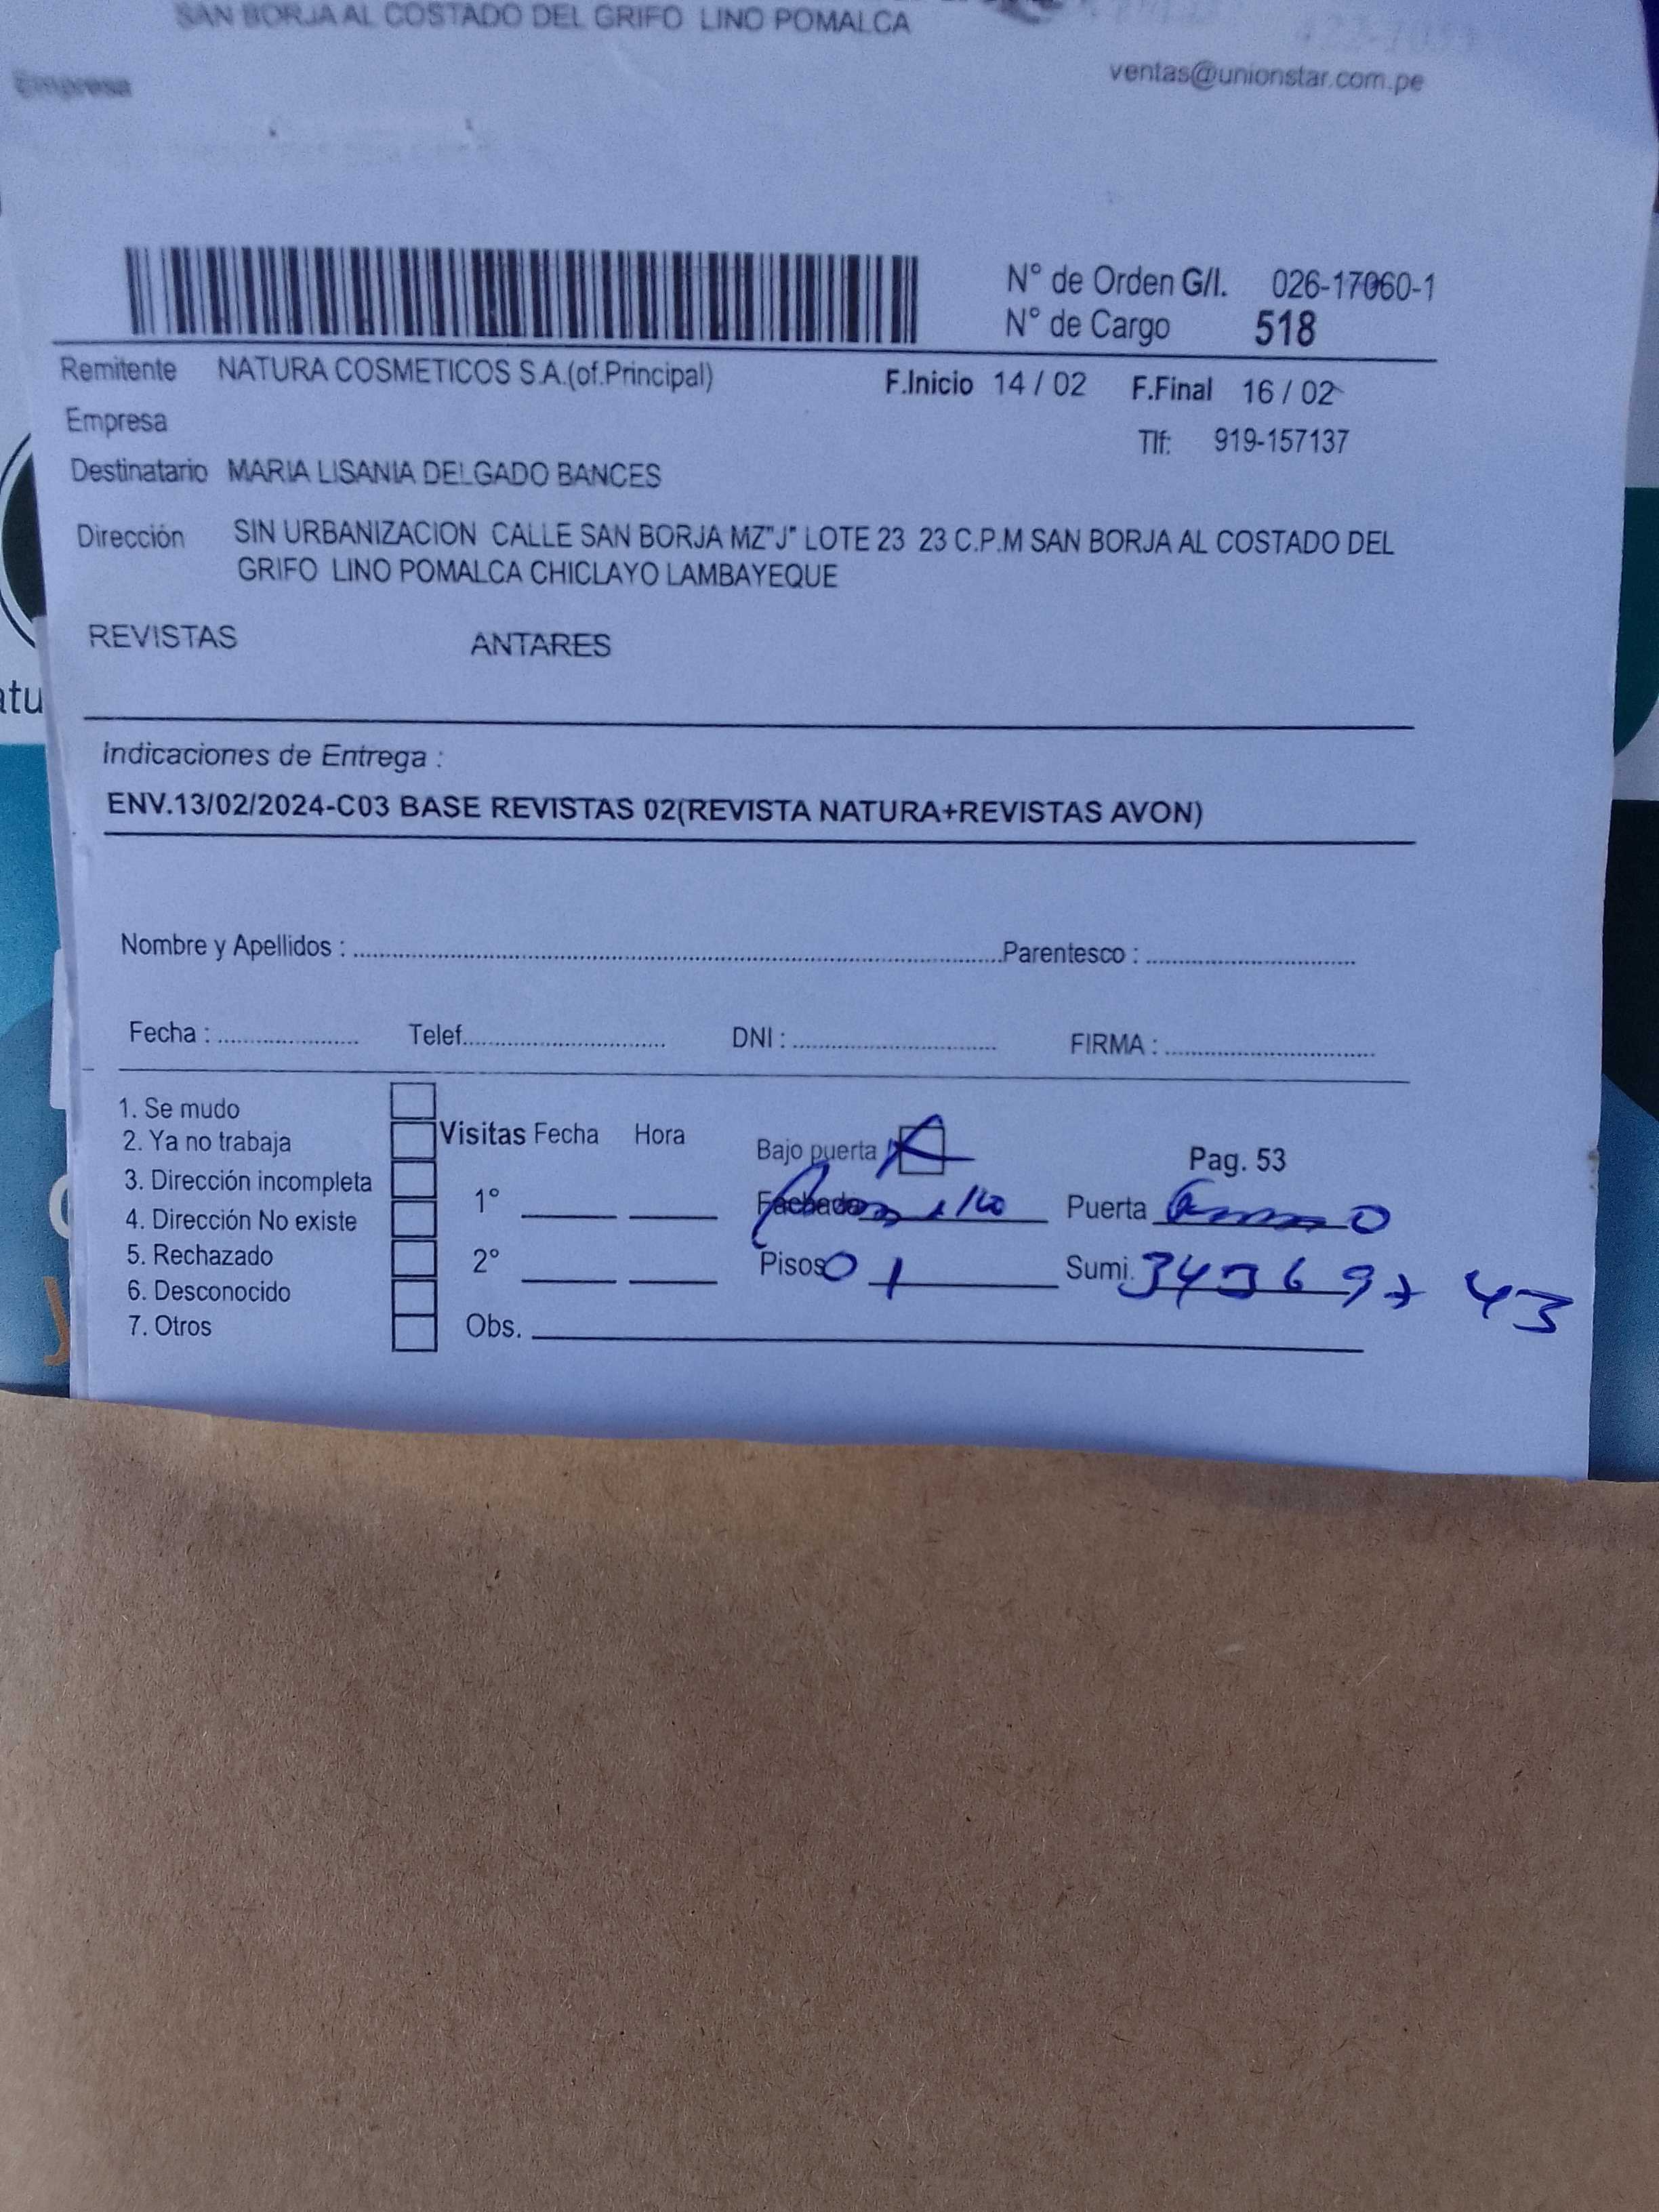 SAN BORJA AL COSTADO DEL GRIFO LINO POMALCA
Empresa
ventas@unionstar.com.pe
N° de Orden G/I. 026-17060-1
N° de Cargo 518
Remitente NATURA COSMETICOS S.A.(of.Principal)
F.Inicio 14 / 02 F.Final 16 / 02
Empresa
Tlf: 919-157137
Destinatario MARIA LISANIA DELGADO BANCES
Dirección SIN URBANIZACION CALLE SAN BORJA MZ"J" LOTE 23 23 C.P.M SAN BORJA AL COSTADO DEL
GRIFO LINO POMALCA CHICLAYO LAMBAYEQUE
REVISTAS ANTARES
atu
Indicaciones de Entrega :
ENV.13/02/2024-C03 BASE REVISTAS 02(REVISTA NATURA+REVISTAS AVON)
Nombre y Apellidos : Parentesco :
Fecha : Telef. DNI : FIRMA :
1. Se mudo
2. Ya no trabaja
3. Dirección incompleta
4. Dirección No existe
5. Rechazado
6. Desconocido
7. Otros
Visitas Fecha Hora
1°
2°
Obs.
Bajo puerta
Pag. 53
Fachada
Puerta
Pisos 01
Sumi.